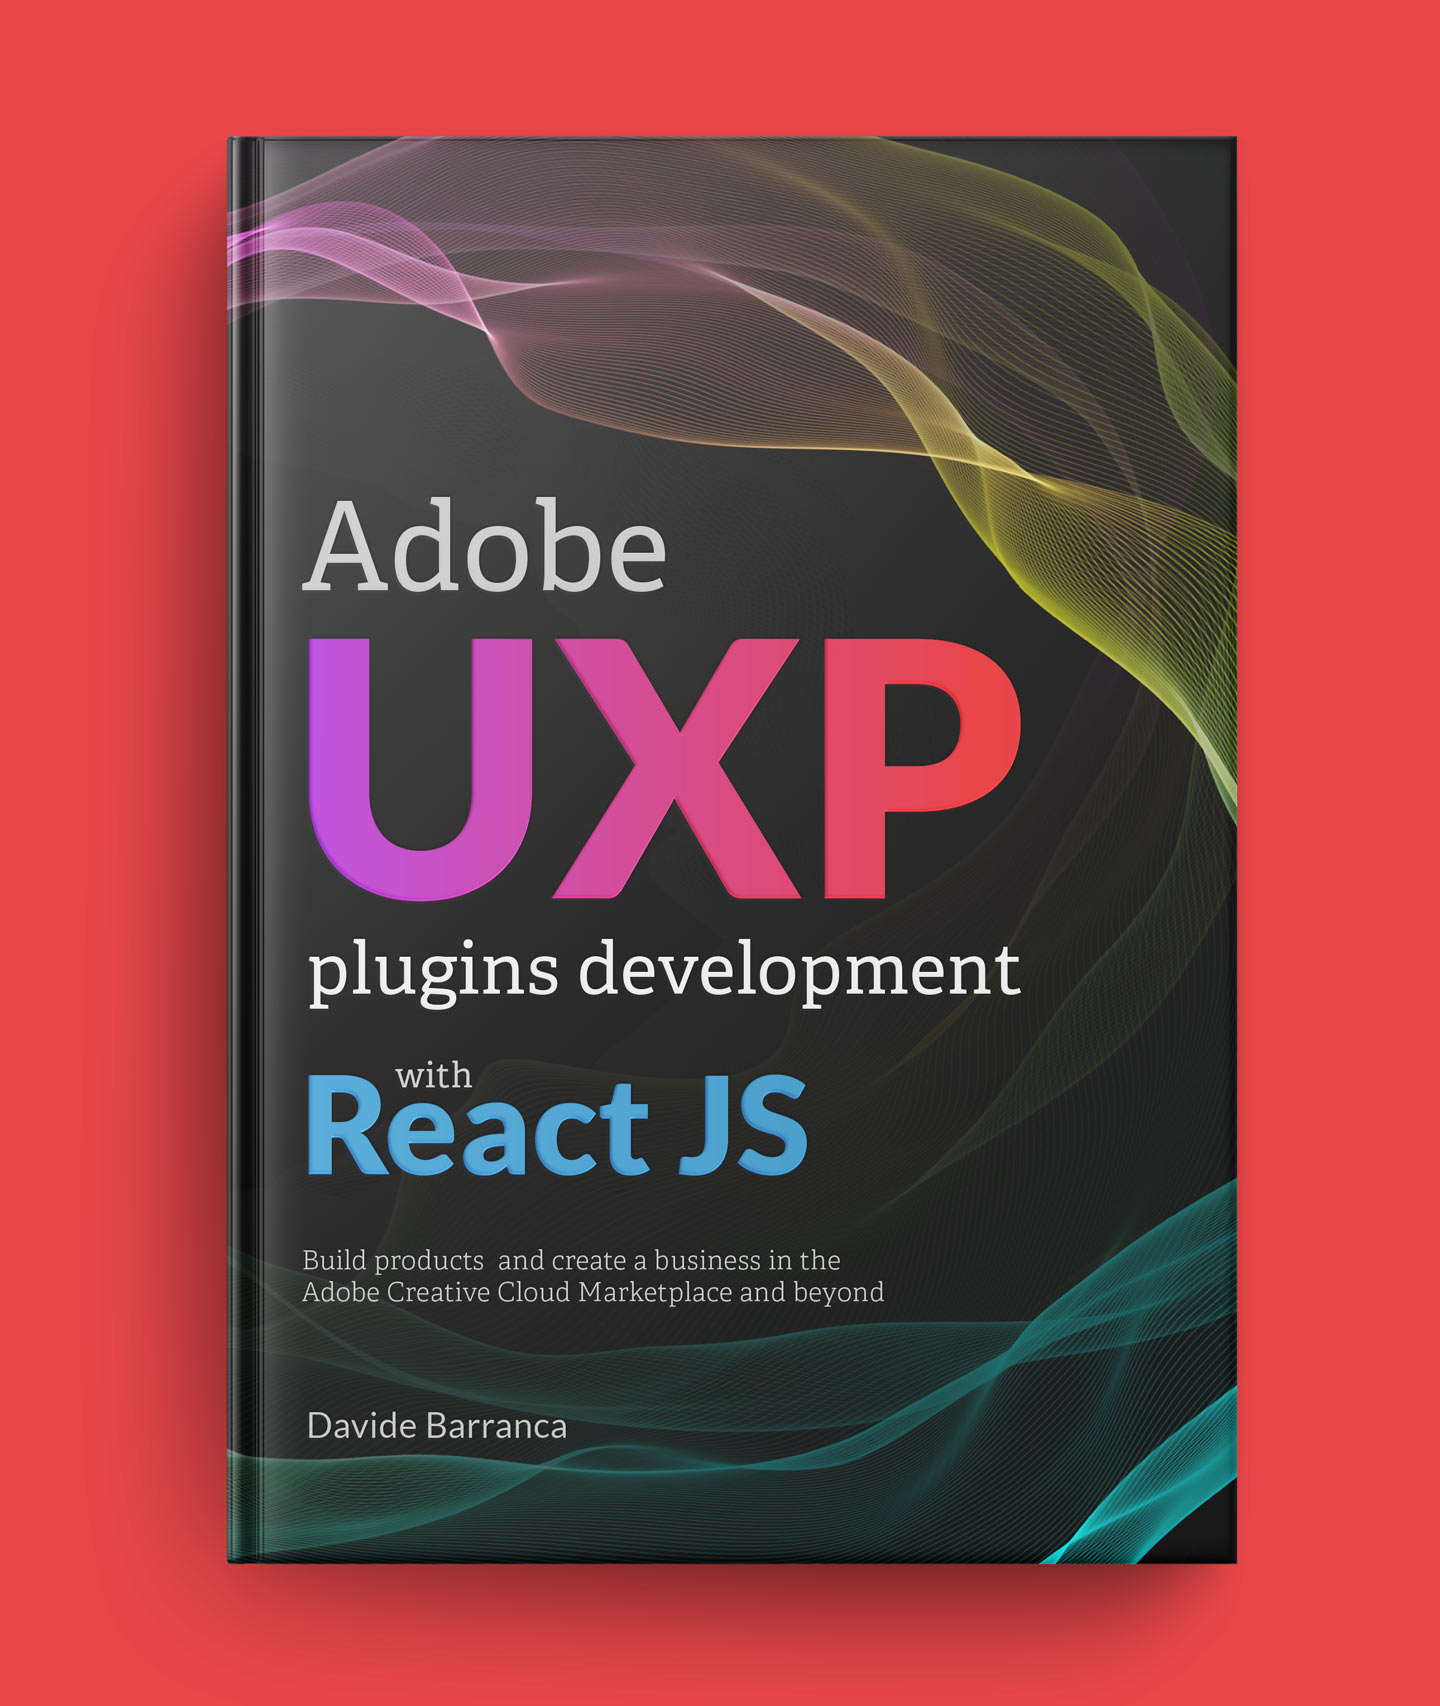 Adobe
UXP
plugins development
with
React JS
Build products  and create a business in the
Adobe Creative Cloud Marketplace and beyond
Davide Barranca